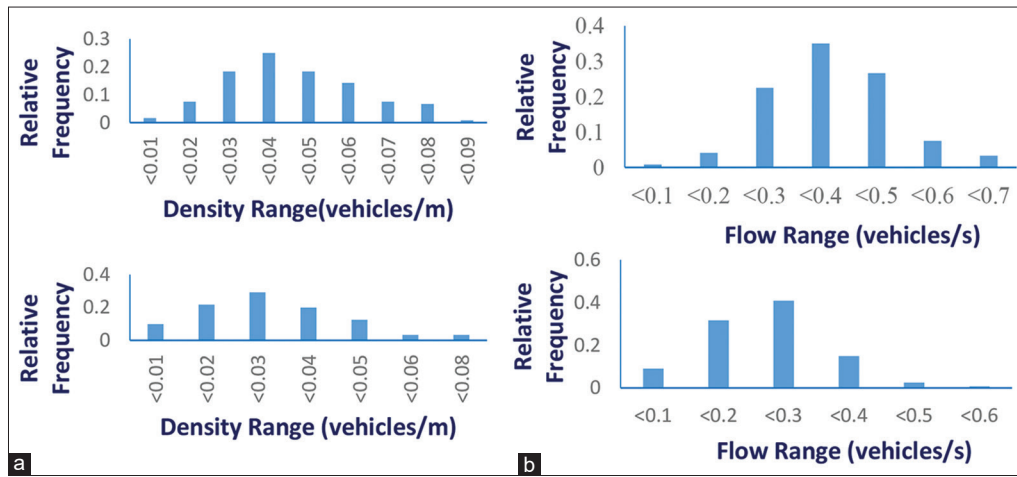 Relative
Frequency
0.3
0.2
0.1
0
<0.01
<0.02
<0.03
<0.04
<0.05
<0.06
<0.07
<0.08
<0.09
Density Range(vehicles/m)
Relative
Frequency
0.4
0.2
0
<0.01
<0.02
<0.03
<0.04
<0.05
<0.06
<0.08
Density Range (vehicles/m)
a
Relative
Frequency
0.4
0.3
0.2
0.1
0
<0.1 <0.2 <0.3 <0.4 <0.5 <0.6 <0.7
Flow Range (vehicles/s)
Relative
Frequency
0.6
0.4
0.2
0
<0.1 <0.2 <0.3 <0.4 <0.5 <0.6
Flow Range (vehicles/s)
b